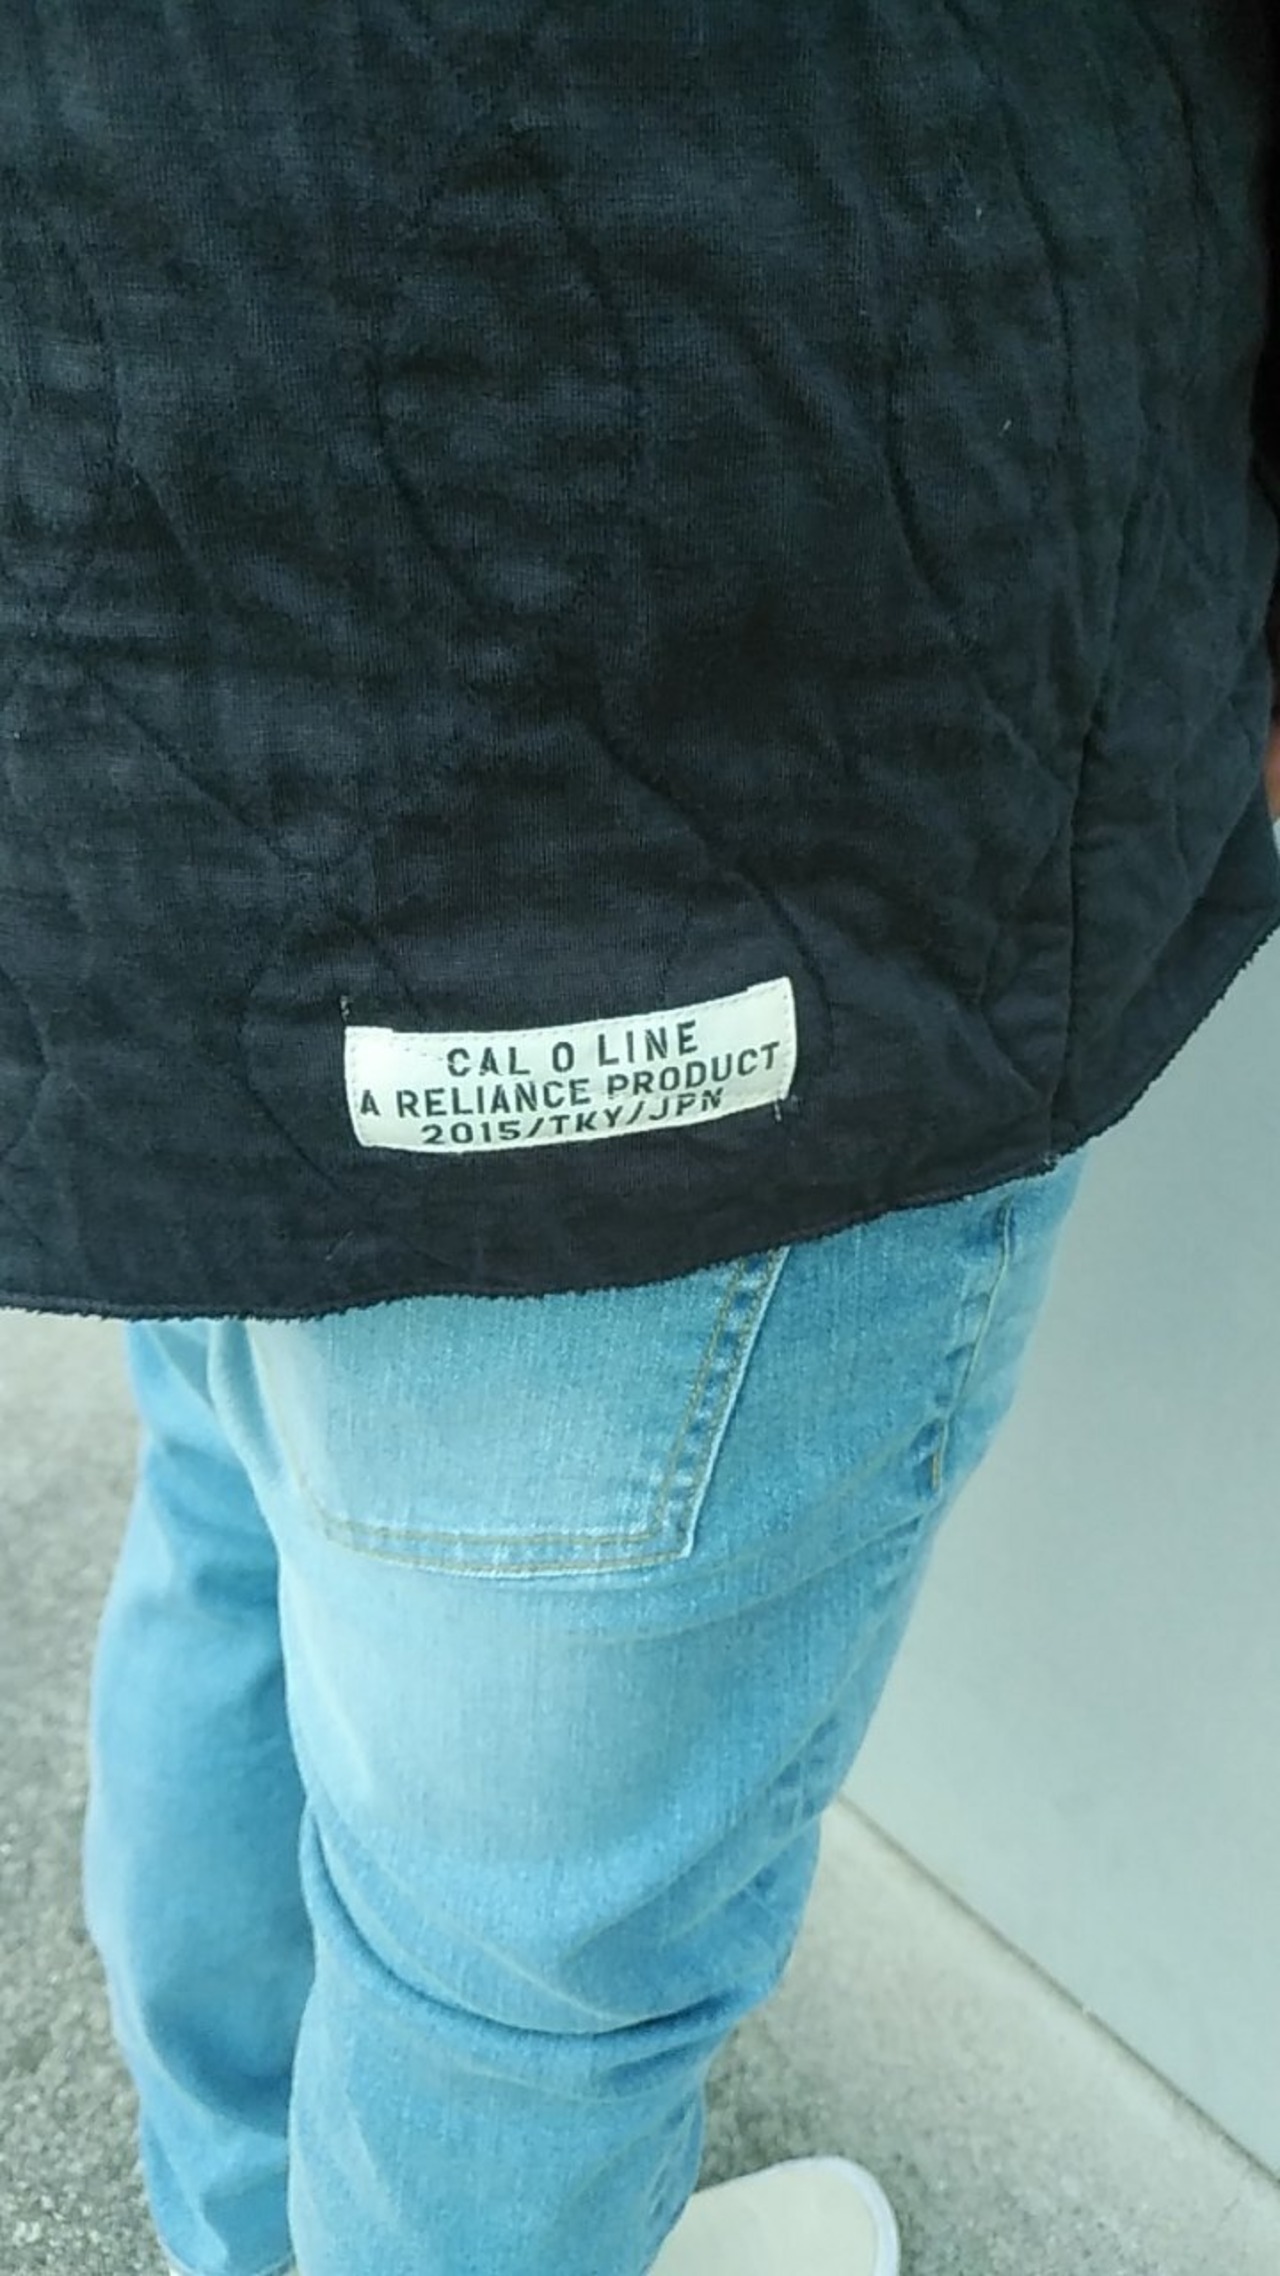 CAL O LINE
A RELIANCE PRODUCT
2015/TKY/JPN